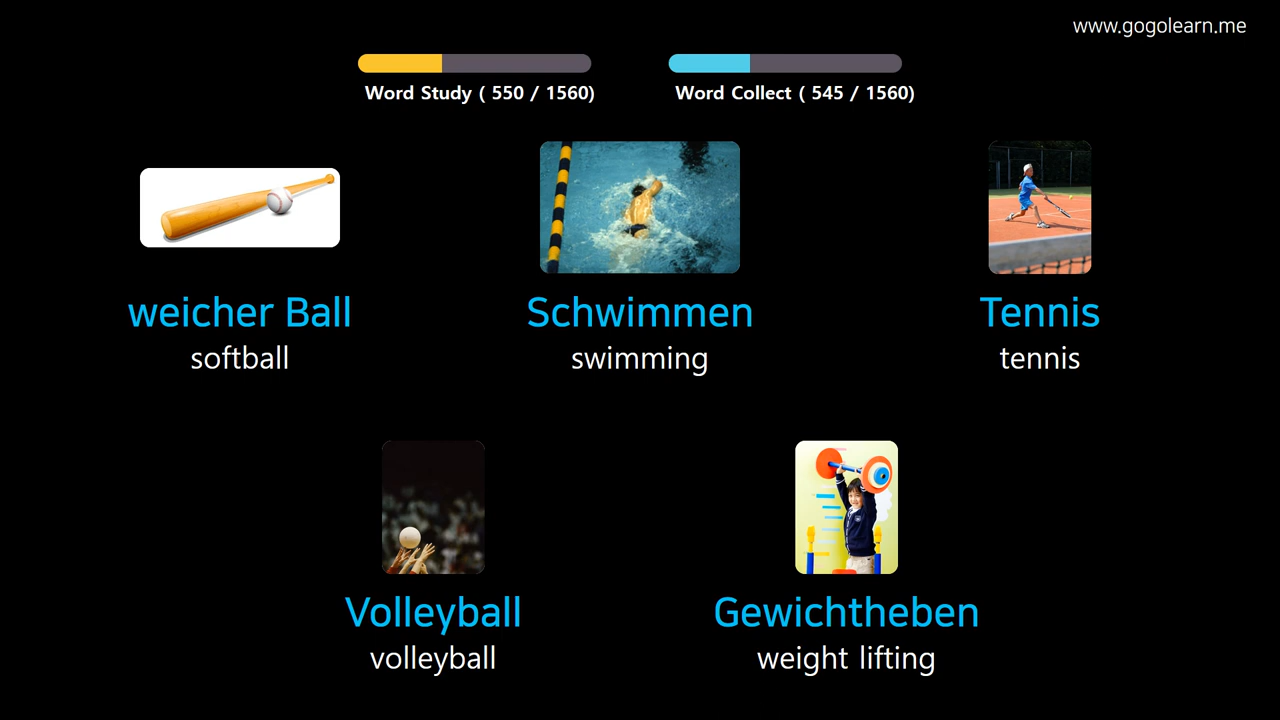 www.gogolearn.me
Word Study ( 550 / 1560)
Word Collect ( 545 / 1560)
weicher Ball
softball
Schwimmen
swimming
Tennis
tennis
Volleyball
volleyball
Gewichtheben
weight lifting